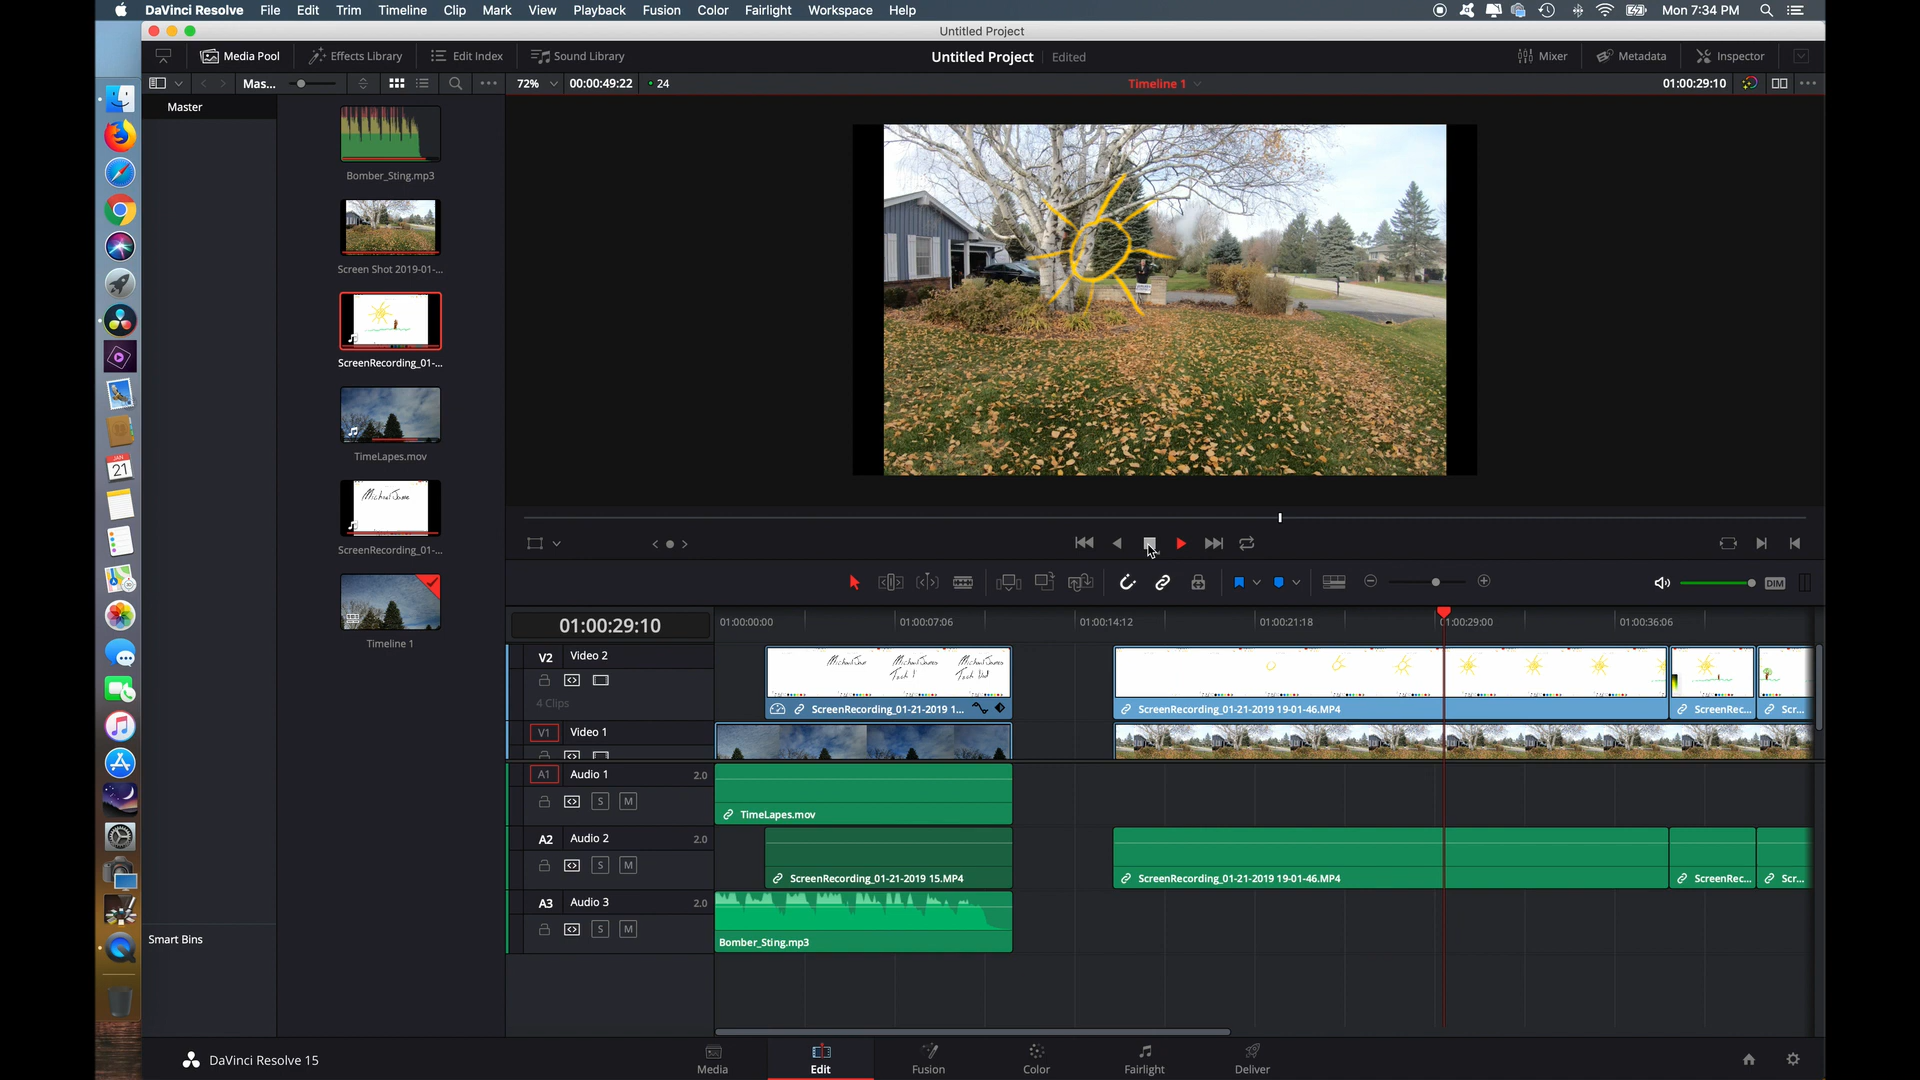 DaVinci Resolve File Edit Trim Timeline Clip Mark View Playback Fusion Color Fairlight Workspace Help Mon 7:34 PM
Untitled Project
Media Pool Effects Library Edit Index Sound Library Untitled Project Edited Mixer Metadata Inspector
Mas... 72% 00:00:49:22 24 Timeline 1 01:00:29:10
Master
Bomber_Sting.mp3
Screen Shot 2019-01-...
ScreenRecording_01-...
TimeLapes.mov
ScreenRecording_01-...
Timeline 1
JAN
21
DIM
01:00:29:10 01:00:00:00 01:00:07:06 01:00:14:12 01:00:21:18 01:00:29:00 01:00:36:06
V2 Video 2
4 Clips
ScreenRecording_01-21-2019 1... ScreenRecording_01-21-2019 19-01-46.MP4 ScreenRec... Scr...
V1 Video 1
A1 Audio 1 2.0
S M
TimeLapes.mov
A2 Audio 2 2.0
S M
ScreenRecording_01-21-2019 15.MP4 ScreenRecording_01-21-2019 19-01-46.MP4 ScreenRec... Scr...
A3 Audio 3 2.0
S M
Bomber_Sting.mp3
Smart Bins
DaVinci Resolve 15 Media Edit Fusion Color Fairlight Deliver